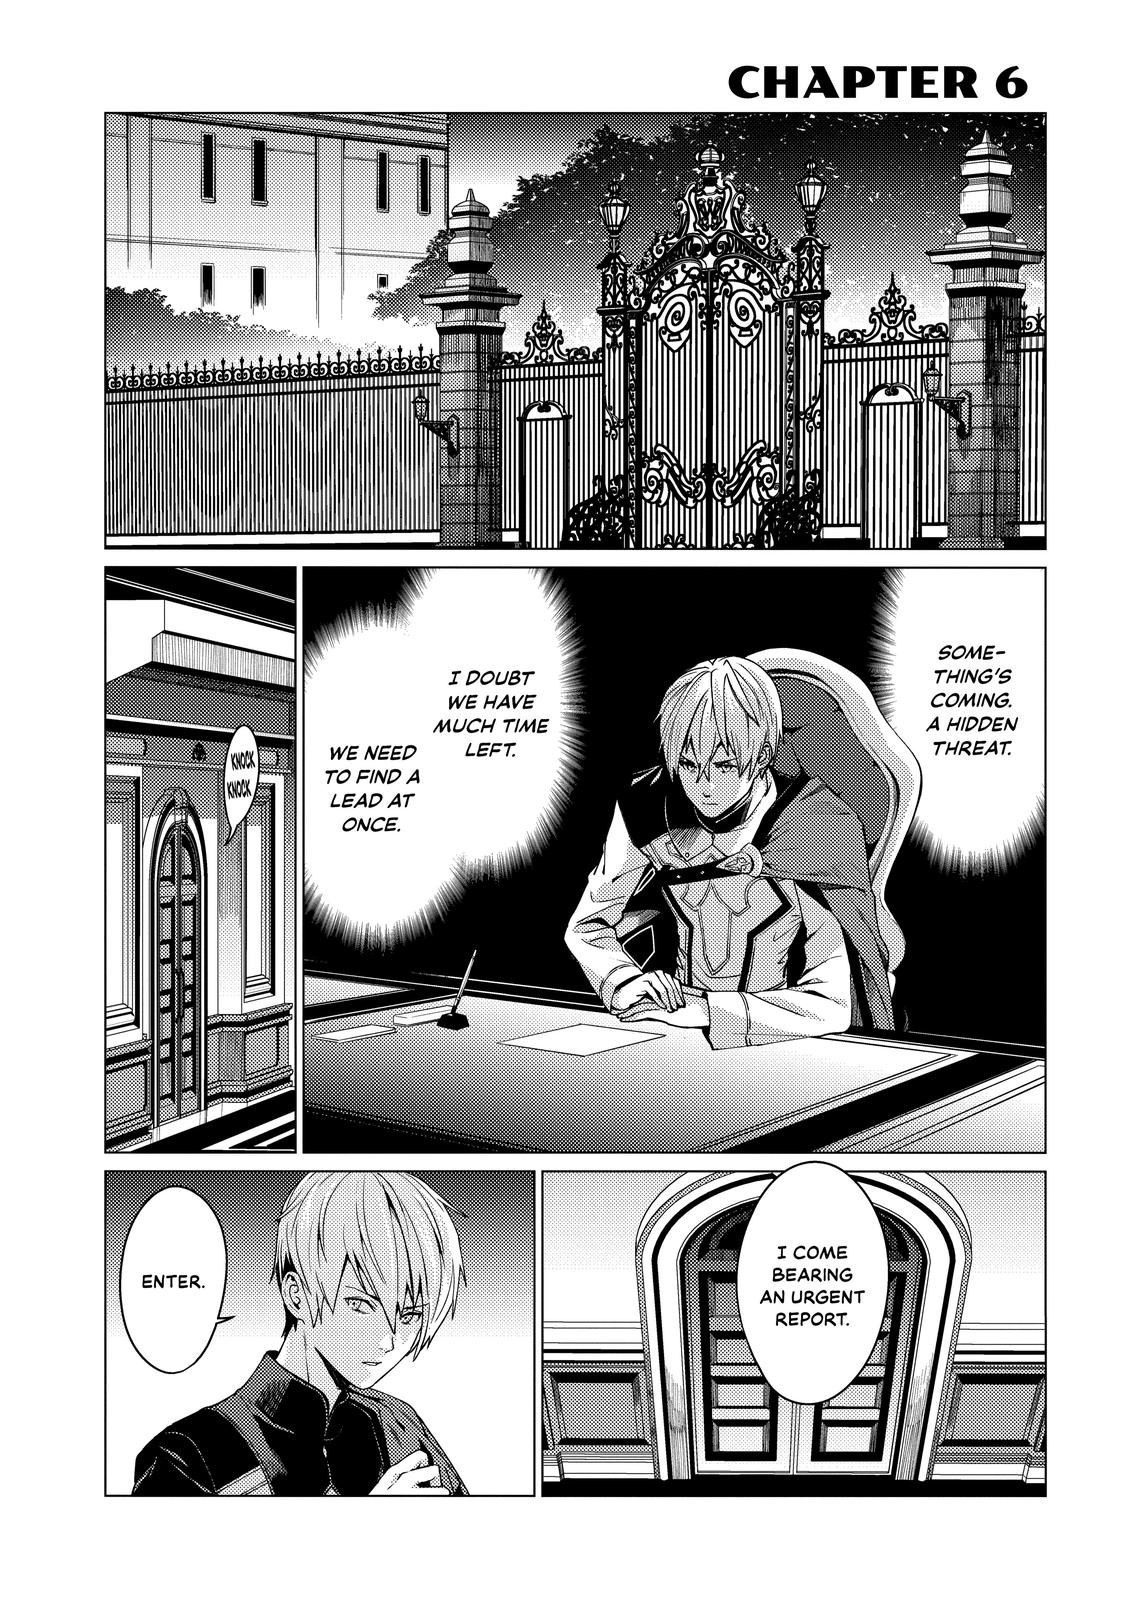 CHAPTER 6
SOME-
THING'S
COMING.
A HIDDEN
THREAT.
I DOUBT
WE HAVE
MUCH TIME
LEFT.
WE NEED
TO FIND A
LEAD AT
ONCE.
KNOCK
KNOCK
I COME
BEARING
AN URGENT
REPORT.
ENTER.